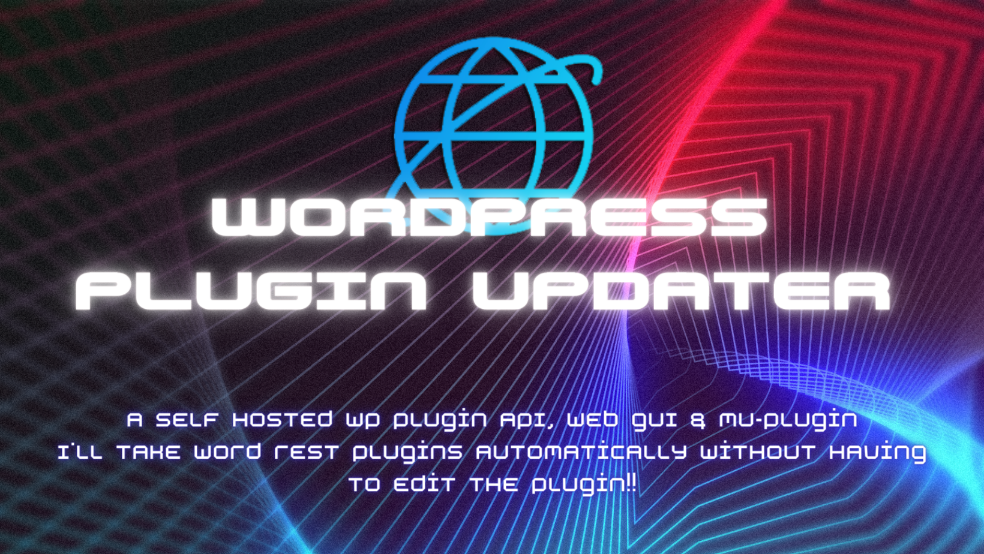 WORDPRESS
PLUGIN UPDATER
A SELF HOSTED WP PLUGIN API, WEB GUI & MU-PLUGIN
I'LL TAKE WORD REST PLUGINS AUTOMATICALLY WITHOUT HAVING
TO EDIT THE PLUGIN!!